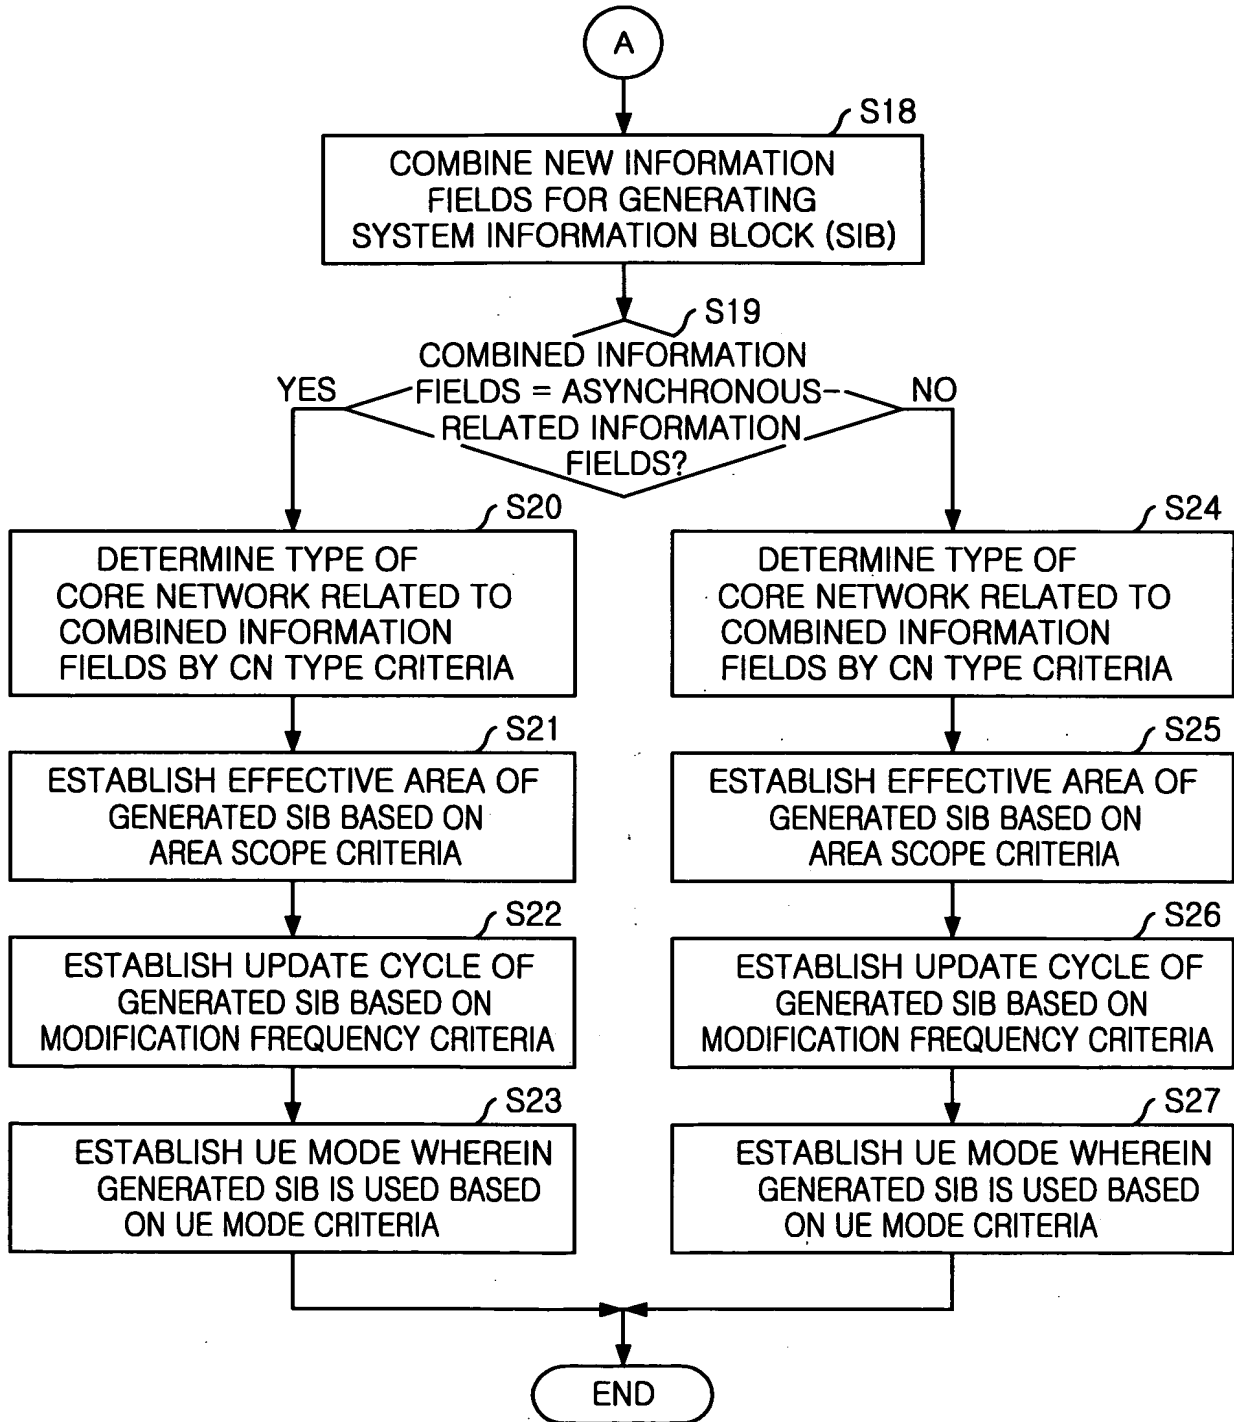 A
S18
COMBINE NEW INFORMATION
FIELDS FOR GENERATING
SYSTEM INFORMATION BLOCK (SIB)
S19
COMBINED INFORMATION
FIELDS = ASYNCHRONOUS-
RELATED INFORMATION
FIELDS?
YES
NO
S20
DETERMINE TYPE OF
CORE NETWORK RELATED TO
COMBINED INFORMATION
FIELDS BY CN TYPE CRITERIA
S21
ESTABLISH EFFECTIVE AREA OF
GENERATED SIB BASED ON
AREA SCOPE CRITERIA
S22
ESTABLISH UPDATE CYCLE OF
GENERATED SIB BASED ON
MODIFICATION FREQUENCY CRITERIA
S23
ESTABLISH UE MODE WHEREIN
GENERATED SIB IS USED BASED
ON UE MODE CRITERIA
S24
DETERMINE TYPE OF
CORE NETWORK RELATED TO
COMBINED INFORMATION
FIELDS BY CN TYPE CRITERIA
S25
ESTABLISH EFFECTIVE AREA OF
GENERATED SIB BASED ON
AREA SCOPE CRITERIA
S26
ESTABLISH UPDATE CYCLE OF
GENERATED SIB BASED ON
MODIFICATION FREQUENCY CRITERIA
S27
ESTABLISH UE MODE WHEREIN
GENERATED SIB IS USED BASED
ON UE MODE CRITERIA
END